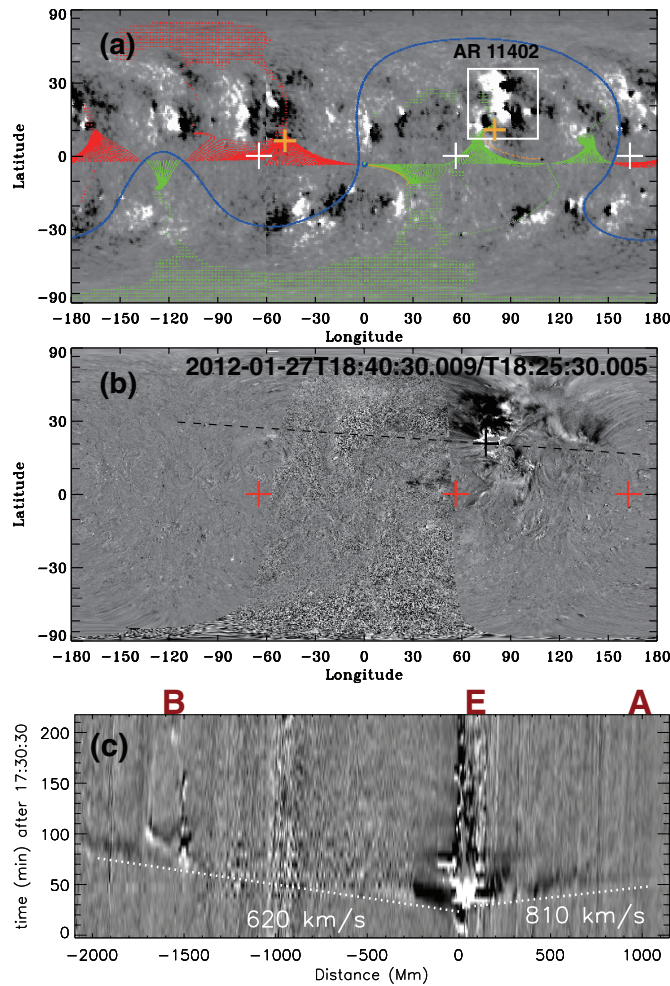 (a)
AR 11402
90
30
0
-30
-90
Latitude
-180 -150 -120 -90 -60 -30 0 30 60 90 120 150 180
Longitude
(b)
2012-01-27T18:40:30.009/T18:25:30.005
90
30
0
-30
-90
Latitude
-180 -150 -120 -90 -60 -30 0 30 60 90 120 150 180
Longitude
B E A
(c)
200
150
100
50
0
time (min) after 17:30:30
620 km/s
810 km/s
-2000 -1500 -1000 -500 0 500 1000
Distance (Mm)